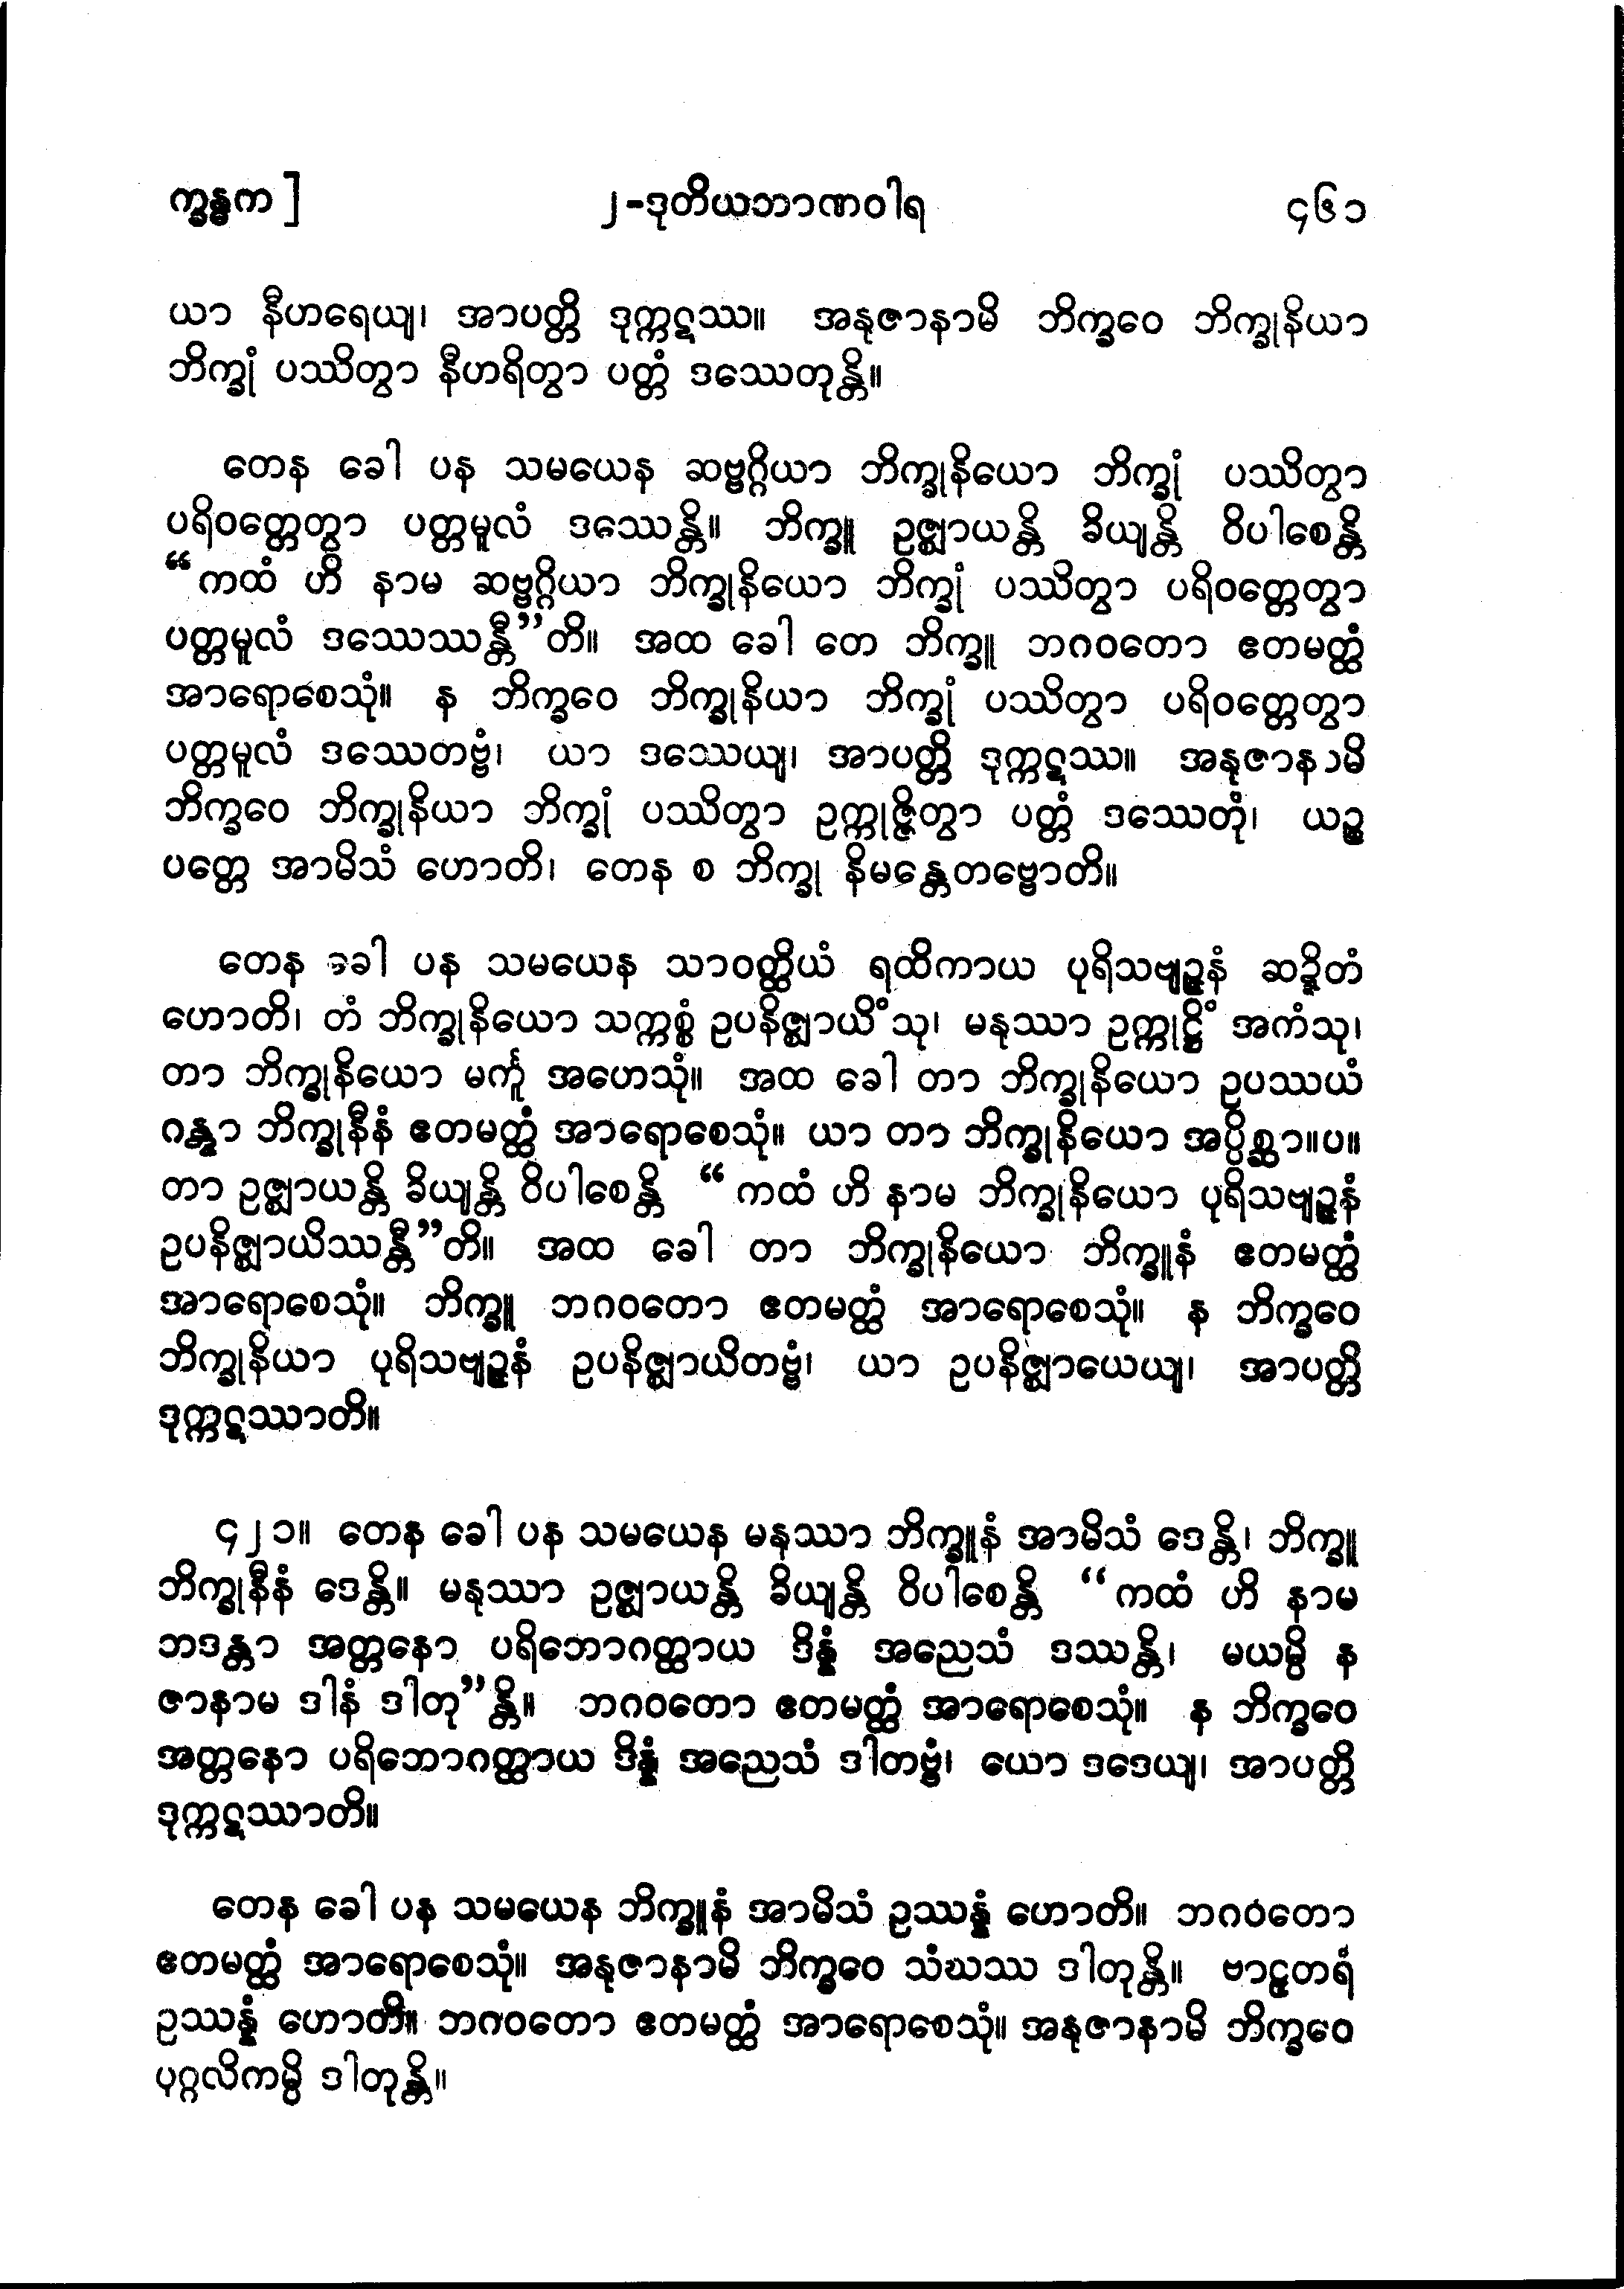 က္ခန္ဓက ] ၂-ဒုတိယဘာဏဝါရ ၄၆၁
ယာ နီဟရေယျ၊ အာပတ္တိ ဒုက္ကဋဿ။ အနုဇာနာမိ ဘိက္ခဝေ ဘိက္ခုနိယာ
ဘိက္ခုံ ပဿိတွာ နီဟရိတွာ ပတ္တံ ဒဿေတုန္တိ။
တေန ခေါ ပန သမယေန ဆဗ္ဗဂ္ဂိယာ ဘိက္ခုနိယော ဘိက္ခုံ ပဿိတွာ
ပရိဝတ္တေတွာ ပတ္တမူလံ ဒဿေန္တိ။ ဘိက္ခူ ဥဇ္ဈာယန္တိ ခိယျန္တိ ဝိပါစေန္တိ
“ကထံ ဟိ နာမ ဆဗ္ဗဂ္ဂိယာ ဘိက္ခုနိယော ဘိက္ခုံ ပဿိတွာ ပရိဝတ္တေတွာ
ပတ္တမူလံ ဒဿေဿန္တီ”တိ။ အထ ခေါ တေ ဘိက္ခူ ဘဂဝတော ဧတမတ္ထံ
အာရောစေသုံ။ န ဘိက္ခဝေ ဘိက္ခုနိယာ ဘိက္ခုံ ပဿိတွာ ပရိဝတ္တေတွာ
ပတ္တမူလံ ဒဿေတဗ္ဗံ၊ ယာ ဒဿေယျ၊ အာပတ္တိ ဒုက္ကဋဿ။ အနုဇာနာမိ
ဘိက္ခဝေ ဘိက္ခုနိယာ ဘိက္ခုံ ပဿိတွာ ဥက္ကုဇ္ဇိတွာ ပတ္တံ ဒဿေတုံ၊ ယဉ္စ
ပတ္တေ အာမိသံ ဟောတိ၊ တေန စ ဘိက္ခု နိမန္တေတဗ္ဗောတိ။
တေန ခေါ ပန သမယေန သာဝတ္ထိယံ ရထိကာယ ပုရိသဗျဉ္ဇနံ ဆဍ္ဍိတံ
ဟောတိ၊ တံ ဘိက္ခုနိယော သက္ကစ္စံ ဥပနိဇ္ဈာယိံသု၊ မနုဿာ ဥက္ကုဋ္ဌိံ အကံသု၊
တာ ဘိက္ခုနိယော မင်္ကူ အဟေသုံ။ အထ ခေါ တာ ဘိက္ခုနိယော ဥပဿယံ
ဂန္တွာ ဘိက္ခုနီနံ ဧတမတ္ထံ အာရောစေသုံ။ ယာ တာ ဘိက္ခုနိယော အပ္ပိစ္ဆာ။ပ။
တာ ဥဇ္ဈာယန္တိ ခိယျန္တိ ဝိပါစေန္တိ “ကထံ ဟိ နာမ ဘိက္ခုနိယော ပုရိသဗျဉ္ဇနံ
ဥပနိဇ္ဈာယိဿန္တီ”တိ။ အထ ခေါ တာ ဘိက္ခုနိယော ဘိက္ခူနံ ဧတမတ္ထံ
အာရောစေသုံ။ ဘိက္ခူ ဘဂဝတော ဧတမတ္ထံ အာရောစေသုံ။ န ဘိက္ခဝေ
ဘိက္ခုနိယာ ပုရိသဗျဉ္ဇနံ ဥပနိဇ္ဈာယိတဗ္ဗံ၊ ယာ ဥပနိဇ္ဈာယေယျ၊ အာပတ္တိ
ဒုက္ကဋဿာတိ။
၄၂၁။ တေန ခေါ ပန သမယေန မနုဿာ ဘိက္ခူနံ အာမိသံ ဒေန္တိ၊ ဘိက္ခူ
ဘိက္ခုနီနံ ဒေန္တိ။ မနုဿာ ဥဇ္ဈာယန္တိ ခိယျန္တိ ဝိပါစေန္တိ “ကထံ ဟိ နာမ
ဘဒန္တာ အတ္တနော ပရိဘောဂတ္ထာယ ဒိန္နံ အညေသံ ဒဿန္တိ၊ မယမ္ပိ န
ဇာနာမ ဒါနံ ဒါတု”န္တိ။ ဘဂဝတော ဧတမတ္ထံ အာရောစေသုံ။ န ဘိက္ခဝေ
အတ္တနော ပရိဘောဂတ္ထာယ ဒိန္နံ အညေသံ ဒါတဗ္ဗံ၊ ယော ဒဒေယျ၊ အာပတ္တိ
ဒုက္ကဋဿာတိ။
တေန ခေါ ပန သမယေန ဘိက္ခူနံ အာမိသံ ဥဿန္နံ ဟောတိ။ ဘဂဝတော
ဧတမတ္ထံ အာရောစေသုံ။ အနုဇာနာမိ ဘိက္ခဝေ သံဃဿ ဒါတုန္တိ။ ဗာဠှတရံ
ဥဿန္နံ ဟောတိ။ ဘဂဝတော ဧတမတ္ထံ အာရောစေသုံ။ အနုဇာနာမိ ဘိက္ခဝေ
ပုဂ္ဂလိကမ္ပိ ဒါတုန္တိ။